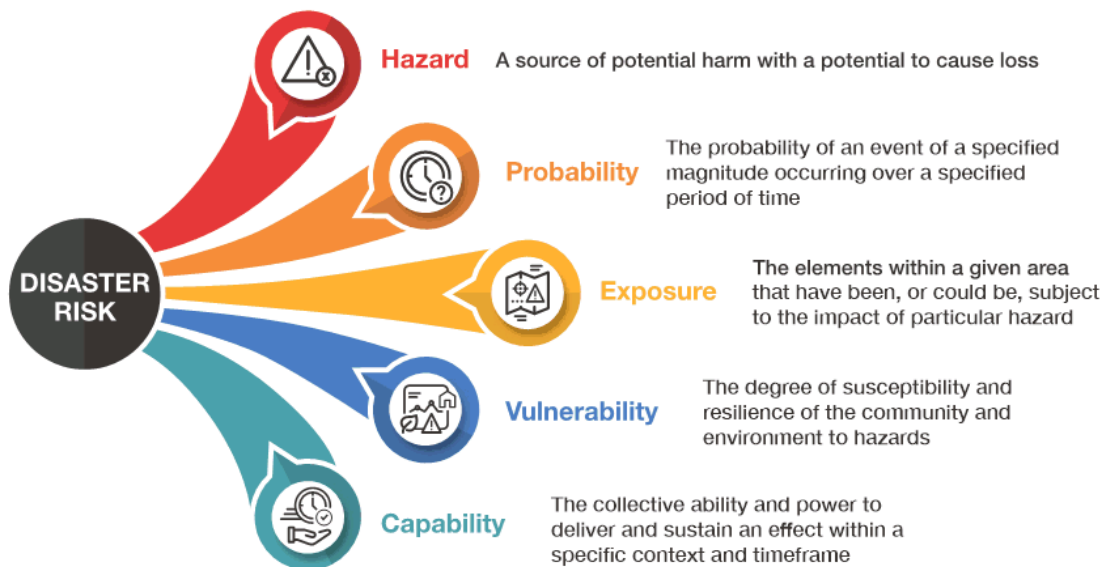 DISASTER
RISK
Hazard
A source of potential harm with a potential to cause loss
Probability
The probability of an event of a specified
magnitude occurring over a specified
period of time
Exposure
The elements within a given area
that have been, or could be, subject
to the impact of particular hazard
Vulnerability
The degree of susceptibility and
resilience of the community and
environment to hazards
Capability
The collective ability and power to
deliver and sustain an effect within a
specific context and timeframe